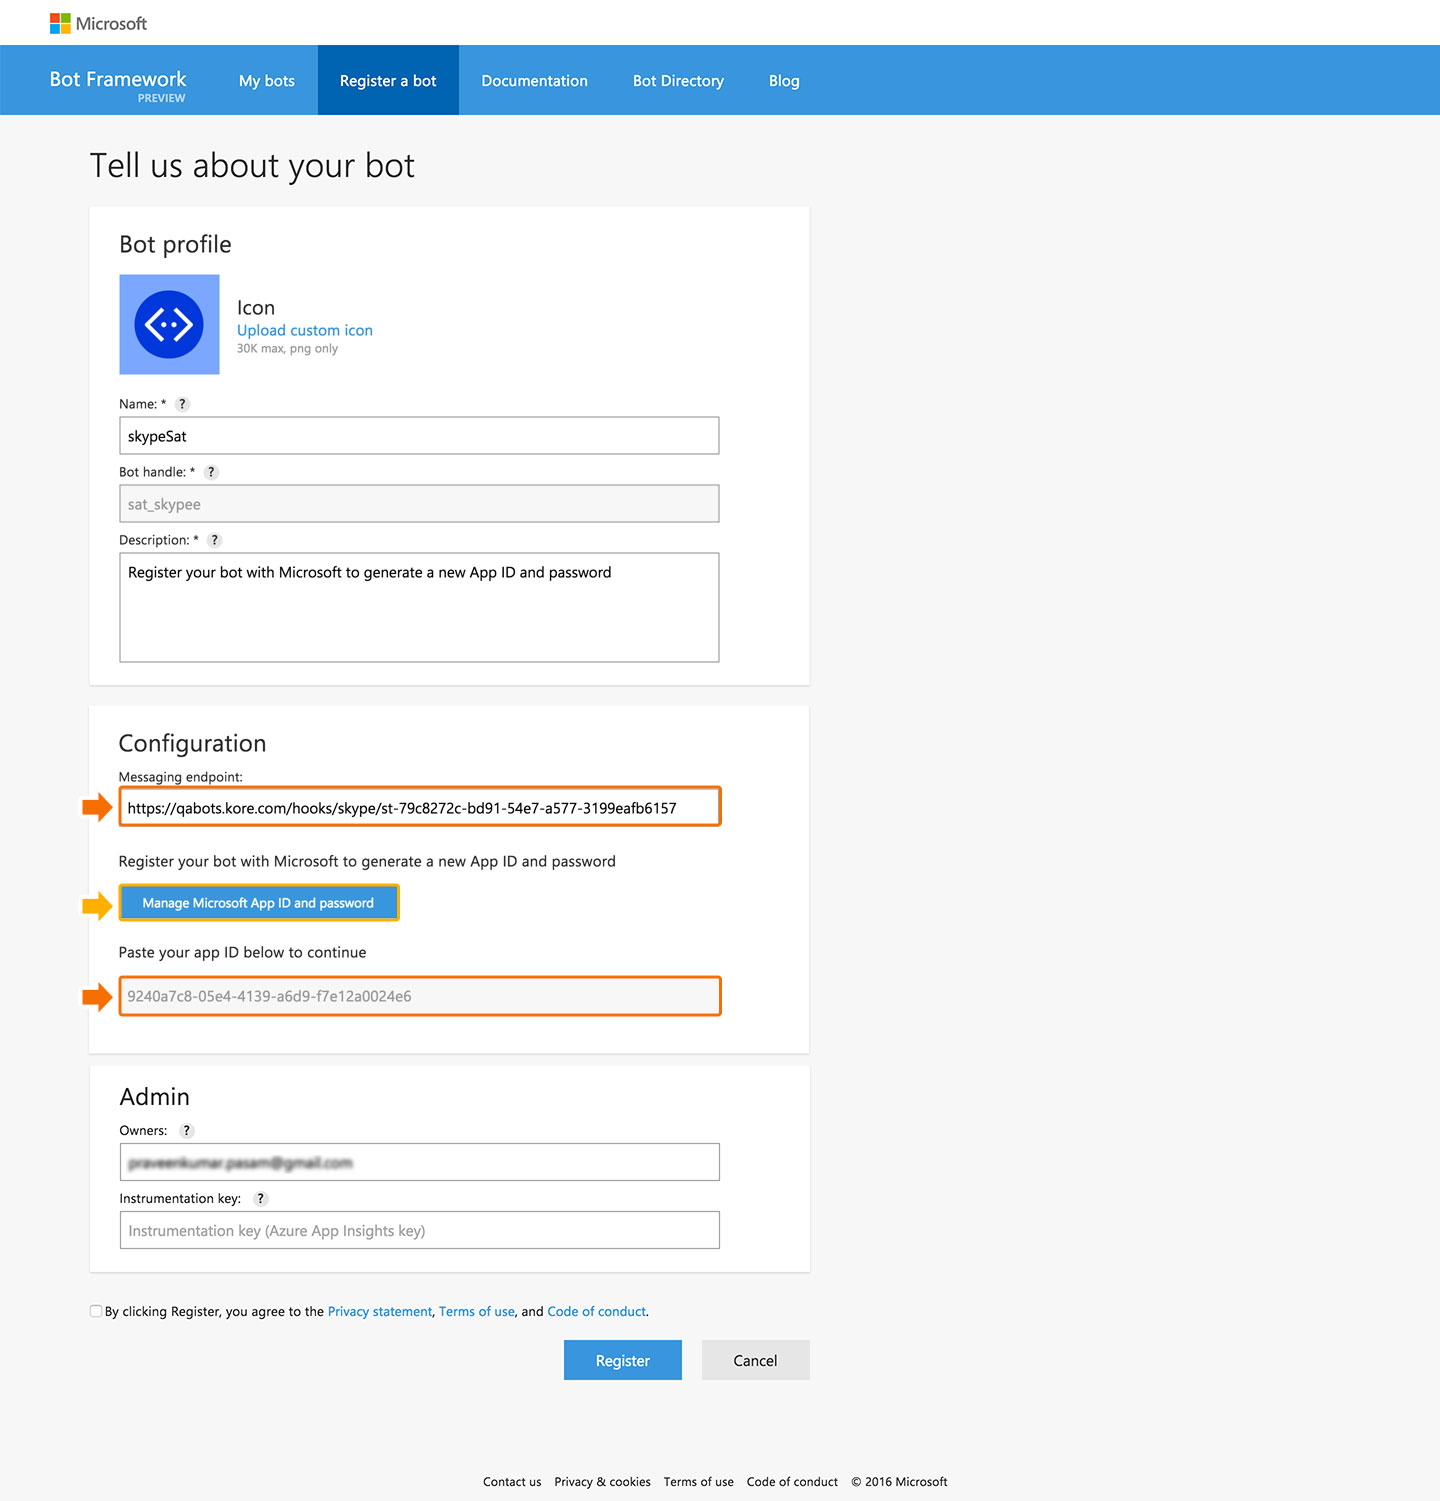 Microsoft
Bot Framework
PREVIEW
My bots
Register a bot
Documentation
Bot Directory
Blog
Tell us about your bot
Bot profile
Icon
Upload custom icon
30K max, png only
Name: * ?
skypeSat
Bot handle: * ?
sat_skypee
Description: * ?
Register your bot with Microsoft to generate a new App ID and password
Configuration
Messaging endpoint:
https://qabots.kore.com/hooks/skype/st-79c8272c-bd91-54e7-a577-3199eafb6157
Register your bot with Microsoft to generate a new App ID and password
Manage Microsoft App ID and password
Paste your app ID below to continue
9240a7c8-05e4-4139-a6d9-f7e12a0024e6
Admin
Owners: ?
Instrumentation key: ?
Instrumentation key (Azure App Insights key)
By clicking Register, you agree to the Privacy statement, Terms of use, and Code of conduct.
Register
Cancel
Contact us Privacy & cookies Terms of use Code of conduct © 2016 Microsoft